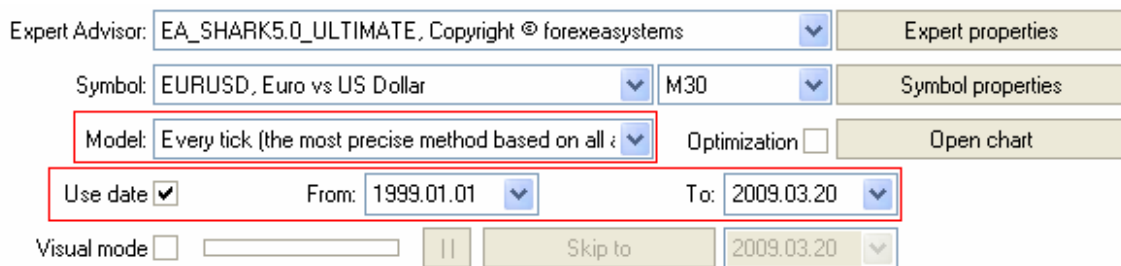 Expert Advisor: EA_SHARK5.0_ULTIMATE, Copyright © forexeasystems Expert properties
Symbol: EURUSD, Euro vs US Dollar M30 Symbol properties
Model: Every tick (the most precise method based on all Optimization Open chart
Use date From: 1999.01.01 To: 2009.03.20
Visual mode Skip to 2009.03.20